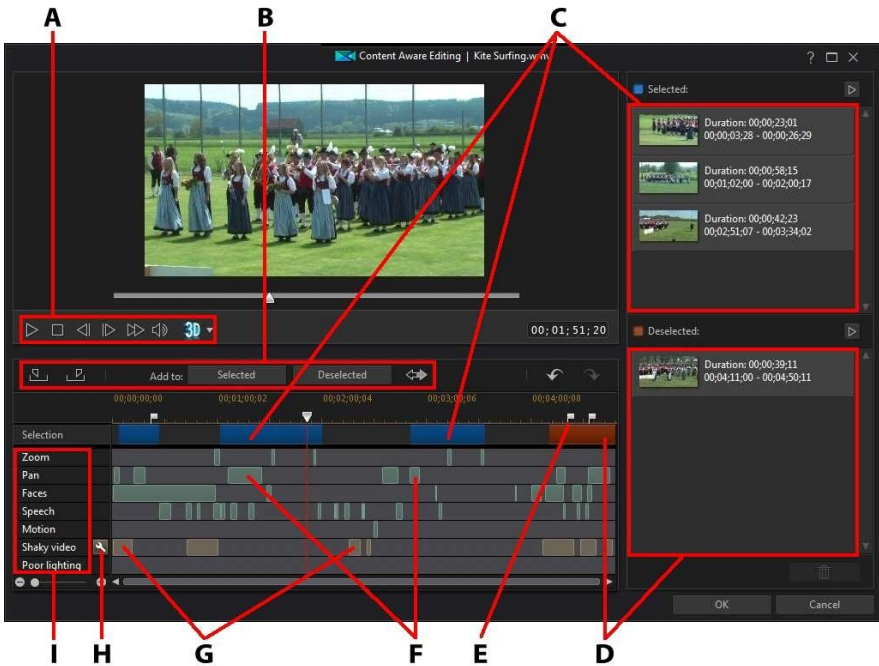 A
B
C
Content Aware Editing | Kite Surfing.wmv
?
Selected:
Duration: 00;00;23;01
00;00;03;28 - 00;00;26;29
Duration: 00;00;58;15
00;01;02;00 - 00;02;00;17
Duration: 00;00;42;23
00;02;51;07 - 00;03;34;02
3D
00; 01; 51; 20
Deselected:
Duration: 00;00;39;11
00;04;11;00 - 00;04;50;11
Add to:
Selected
Deselected
00;00;00;00
00;01;00;02
00;02;00;04
00;03;00;06
00;04;00;08
Selection
Zoom
Pan
Faces
Speech
Motion
Shaky video
Poor lighting
OK
Cancel
I
H
G
F
E
D